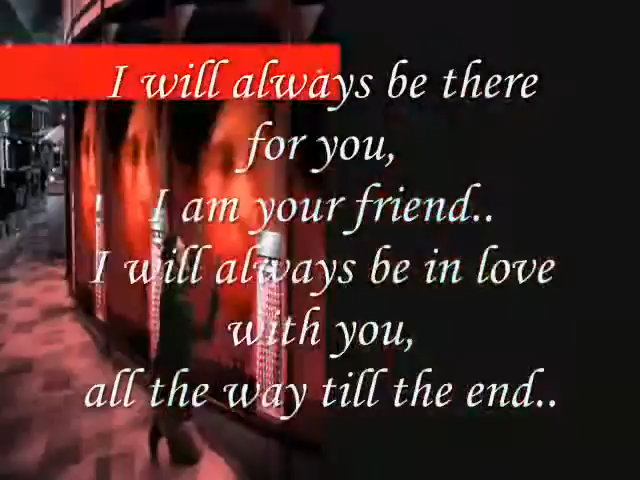 I will always be there
for you,
I am your friend..
I will always be in love
with you,
all the way till the end..